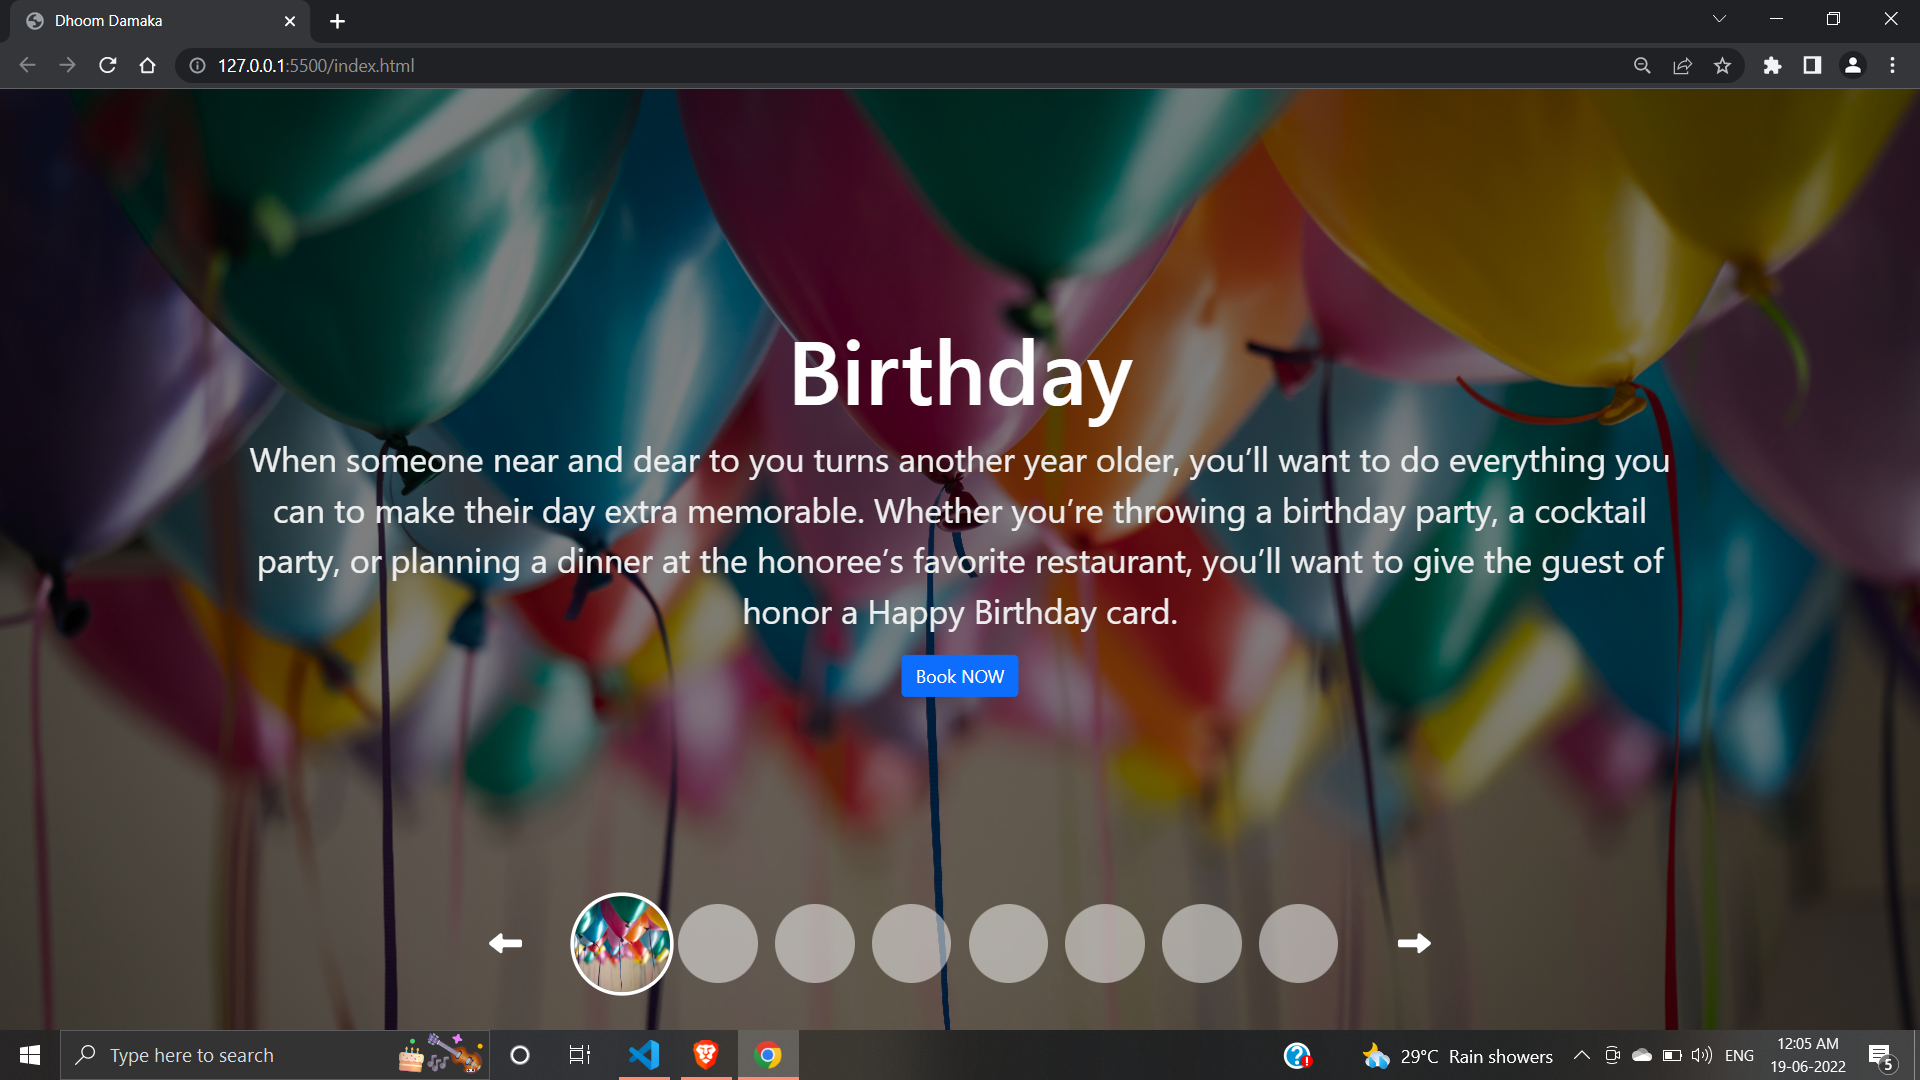 Dhoom Damaka
127.0.0.1:5500/index.html
Birthday
When someone near and dear to you turns another year older, you’ll want to do everything you
can to make their day extra memorable. Whether you’re throwing a birthday party, a cocktail
party, or planning a dinner at the honoree’s favorite restaurant, you’ll want to give the guest of
honor a Happy Birthday card.
Book NOW
Type here to search
29°C Rain showers
ENG
12:05 AM
19-06-2022
5